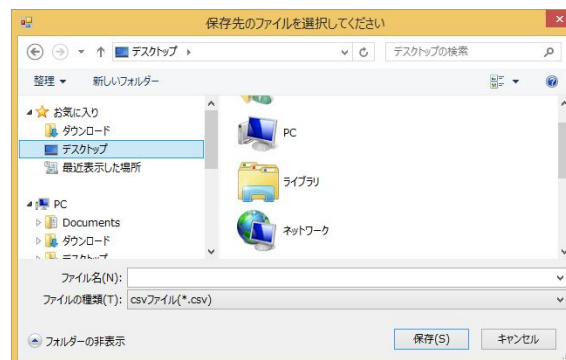 保存先のファイルを選択してください
デスクトップ
デスクトップの検索
整理
新しいフォルダー
お気に入り
ダウンロード
デスクトップ
最近表示した場所
PC
Documents
ダウンロード
デスクトップ
PC
ライブラリ
ネットワーク
ファイル名(N):
ファイルの種類(T): csvファイル(*.csv)
フォルダーの非表示
保存(S)
キャンセル